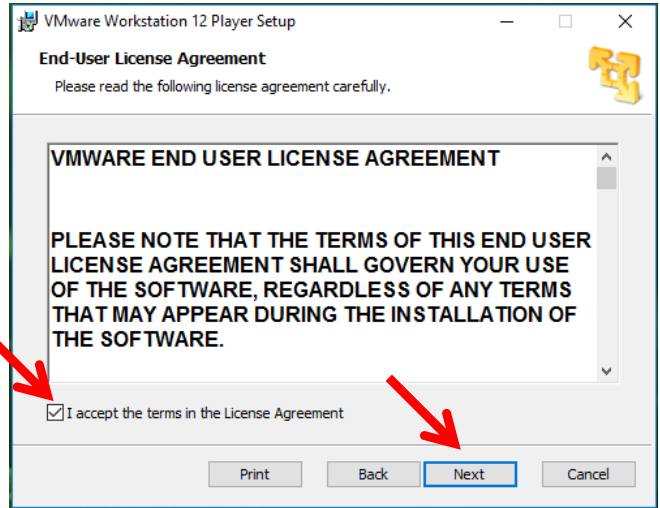 VMware Workstation 12 Player Setup
End-User License Agreement
Please read the following license agreement carefully.
VMWARE END USER LICENSE AGREEMENT
PLEASE NOTE THAT THE TERMS OF THIS END USER
LICENSE AGREEMENT SHALL GOVERN YOUR USE
OF THE SOFTWARE, REGARDLESS OF ANY TERMS
THAT MAY APPEAR DURING THE INSTALLATION OF
THE SOFTWARE.
I accept the terms in the License Agreement
Print Back Next Cancel